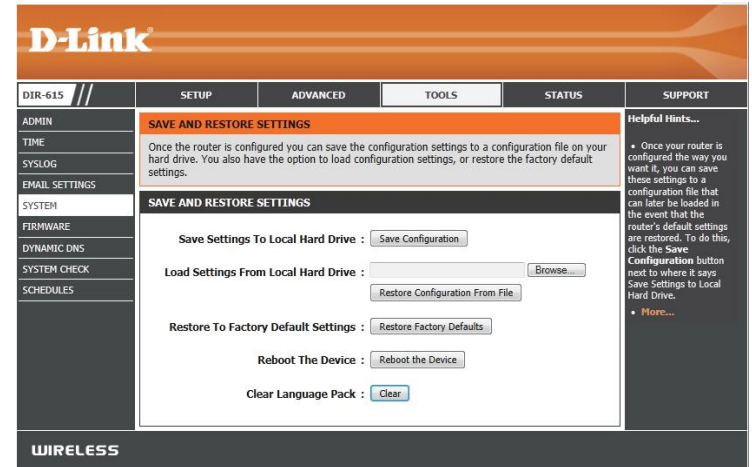 D-Link
DIR-615 //
SETUP
ADVANCED
TOOLS
STATUS
SUPPORT
ADMIN
TIME
SYSLOG
EMAIL SETTINGS
SYSTEM
FIRMWARE
DYNAMIC DNS
SYSTEM CHECK
SCHEDULES
SAVE AND RESTORE SETTINGS
Once the router is configured you can save the configuration settings to a configuration file on your
hard drive. You also have the option to load configuration settings, or restore the factory default
settings.
SAVE AND RESTORE SETTINGS
Save Settings To Local Hard Drive : Save Configuration
Load Settings From Local Hard Drive : Browse...
Restore Configuration From File
Restore To Factory Default Settings : Restore Factory Defaults
Reboot The Device : Reboot the Device
Clear Language Pack : Clear
Helpful Hints...
• Once your router is
configured the way you
want it, you can save
these settings to a
configuration file that
can later be loaded in
the event that the
router's default settings
are restored. To do this,
click the Save
Configuration button
next to where it says
Save Settings to Local
Hard Drive.
• More...
WIRELESS